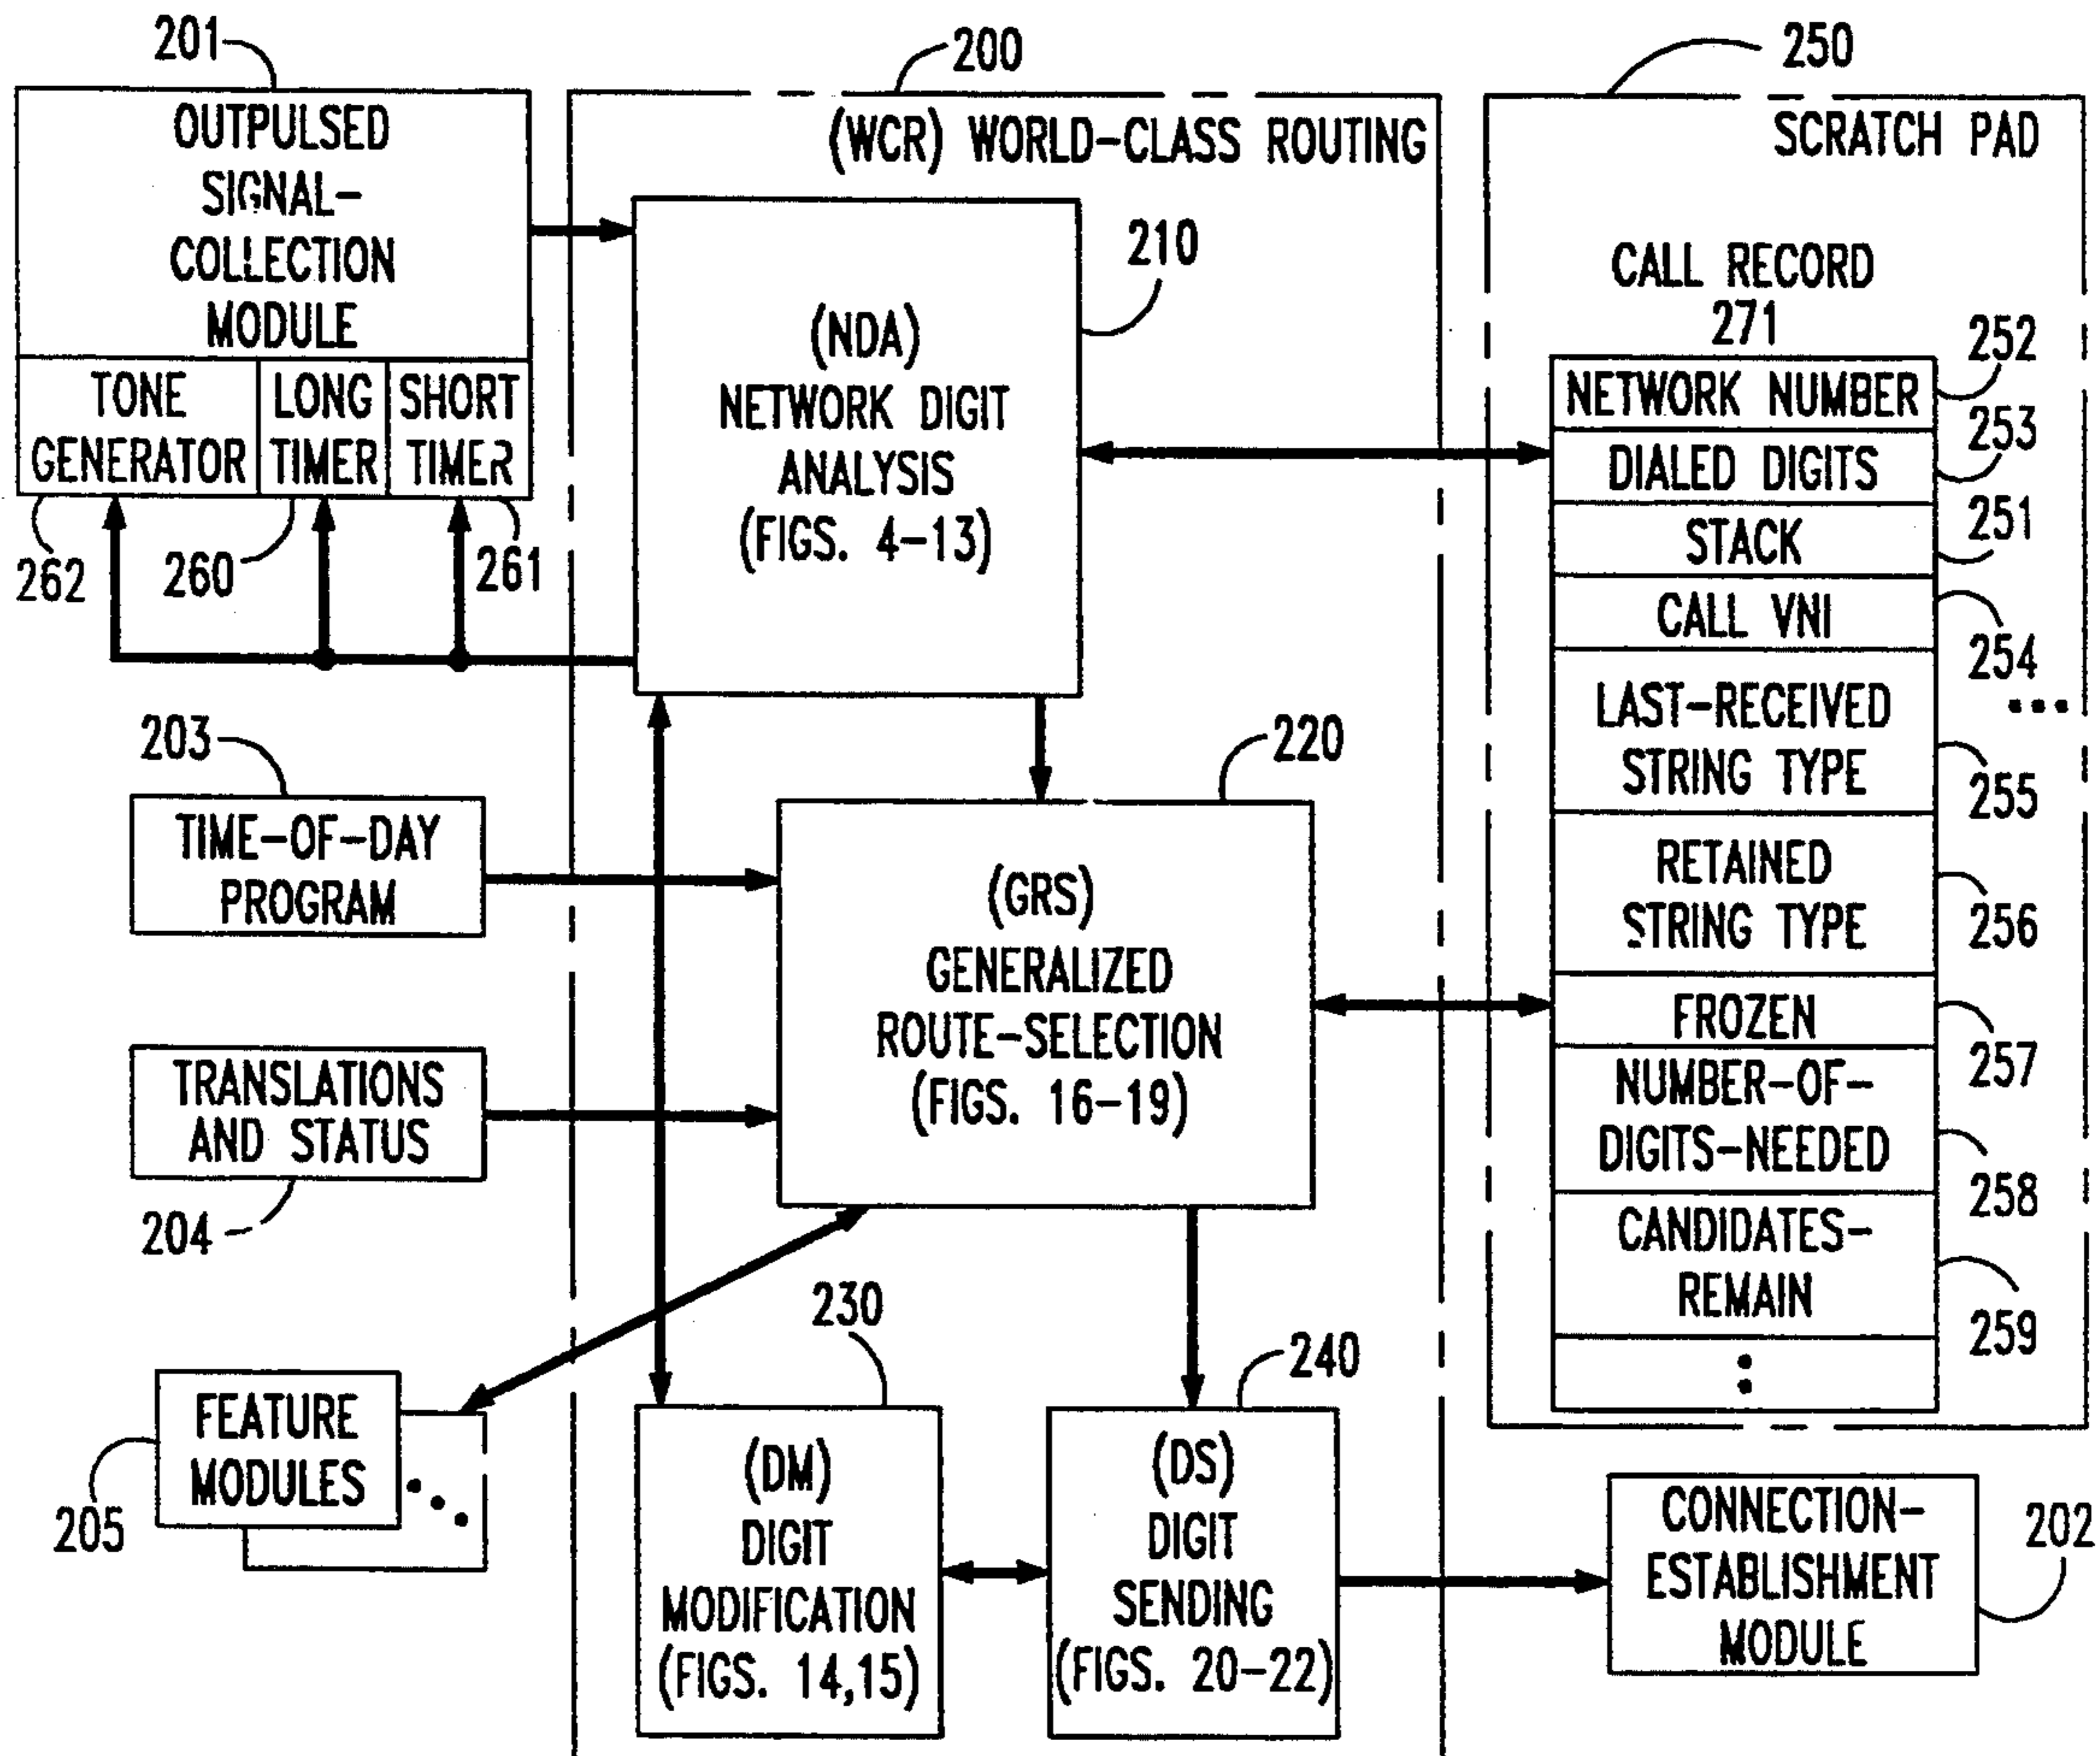 201
OUTPULSED
SIGNAL-
COLLECTION
MODULE
TONE
GENERATOR
LONG
TIMER
SHORT
TIMER
262
260
261
200
(WCR) WORLD-CLASS ROUTING
(NDA)
NETWORK DIGIT
ANALYSIS
(FIGS. 4-13)
210
203
TIME-OF-DAY
PROGRAM
TRANSLATIONS
AND STATUS
204
220
(GRS)
GENERALIZED
ROUTE-SELECTION
(FIGS. 16-19)
FEATURE
MODULES
205
230
(DM)
DIGIT
MODIFICATION
(FIGS. 14,15)
240
(DS)
DIGIT
SENDING
(FIGS. 20-22)
250
SCRATCH PAD
CALL RECORD
271
NETWORK NUMBER
252
DIALED DIGITS
253
STACK
251
CALL VNI
254
LAST-RECEIVED
STRING TYPE
255
RETAINED
STRING TYPE
256
FROZEN
257
NUMBER-OF-
DIGITS-NEEDED
258
CANDIDATES-
REMAIN
259
CONNECTION-
ESTABLISHMENT
MODULE
202